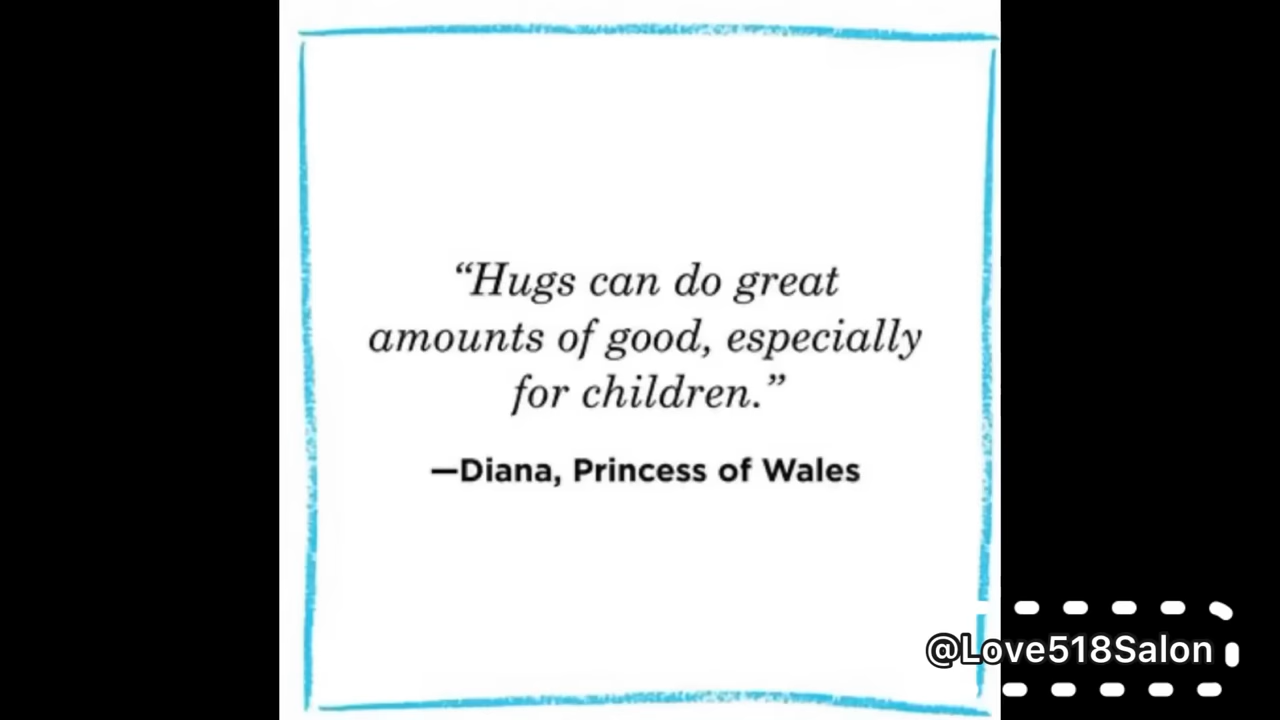 “Hugs can do great
amounts of good, especially
for children.”
—Diana, Princess of Wales
@Love518Salon